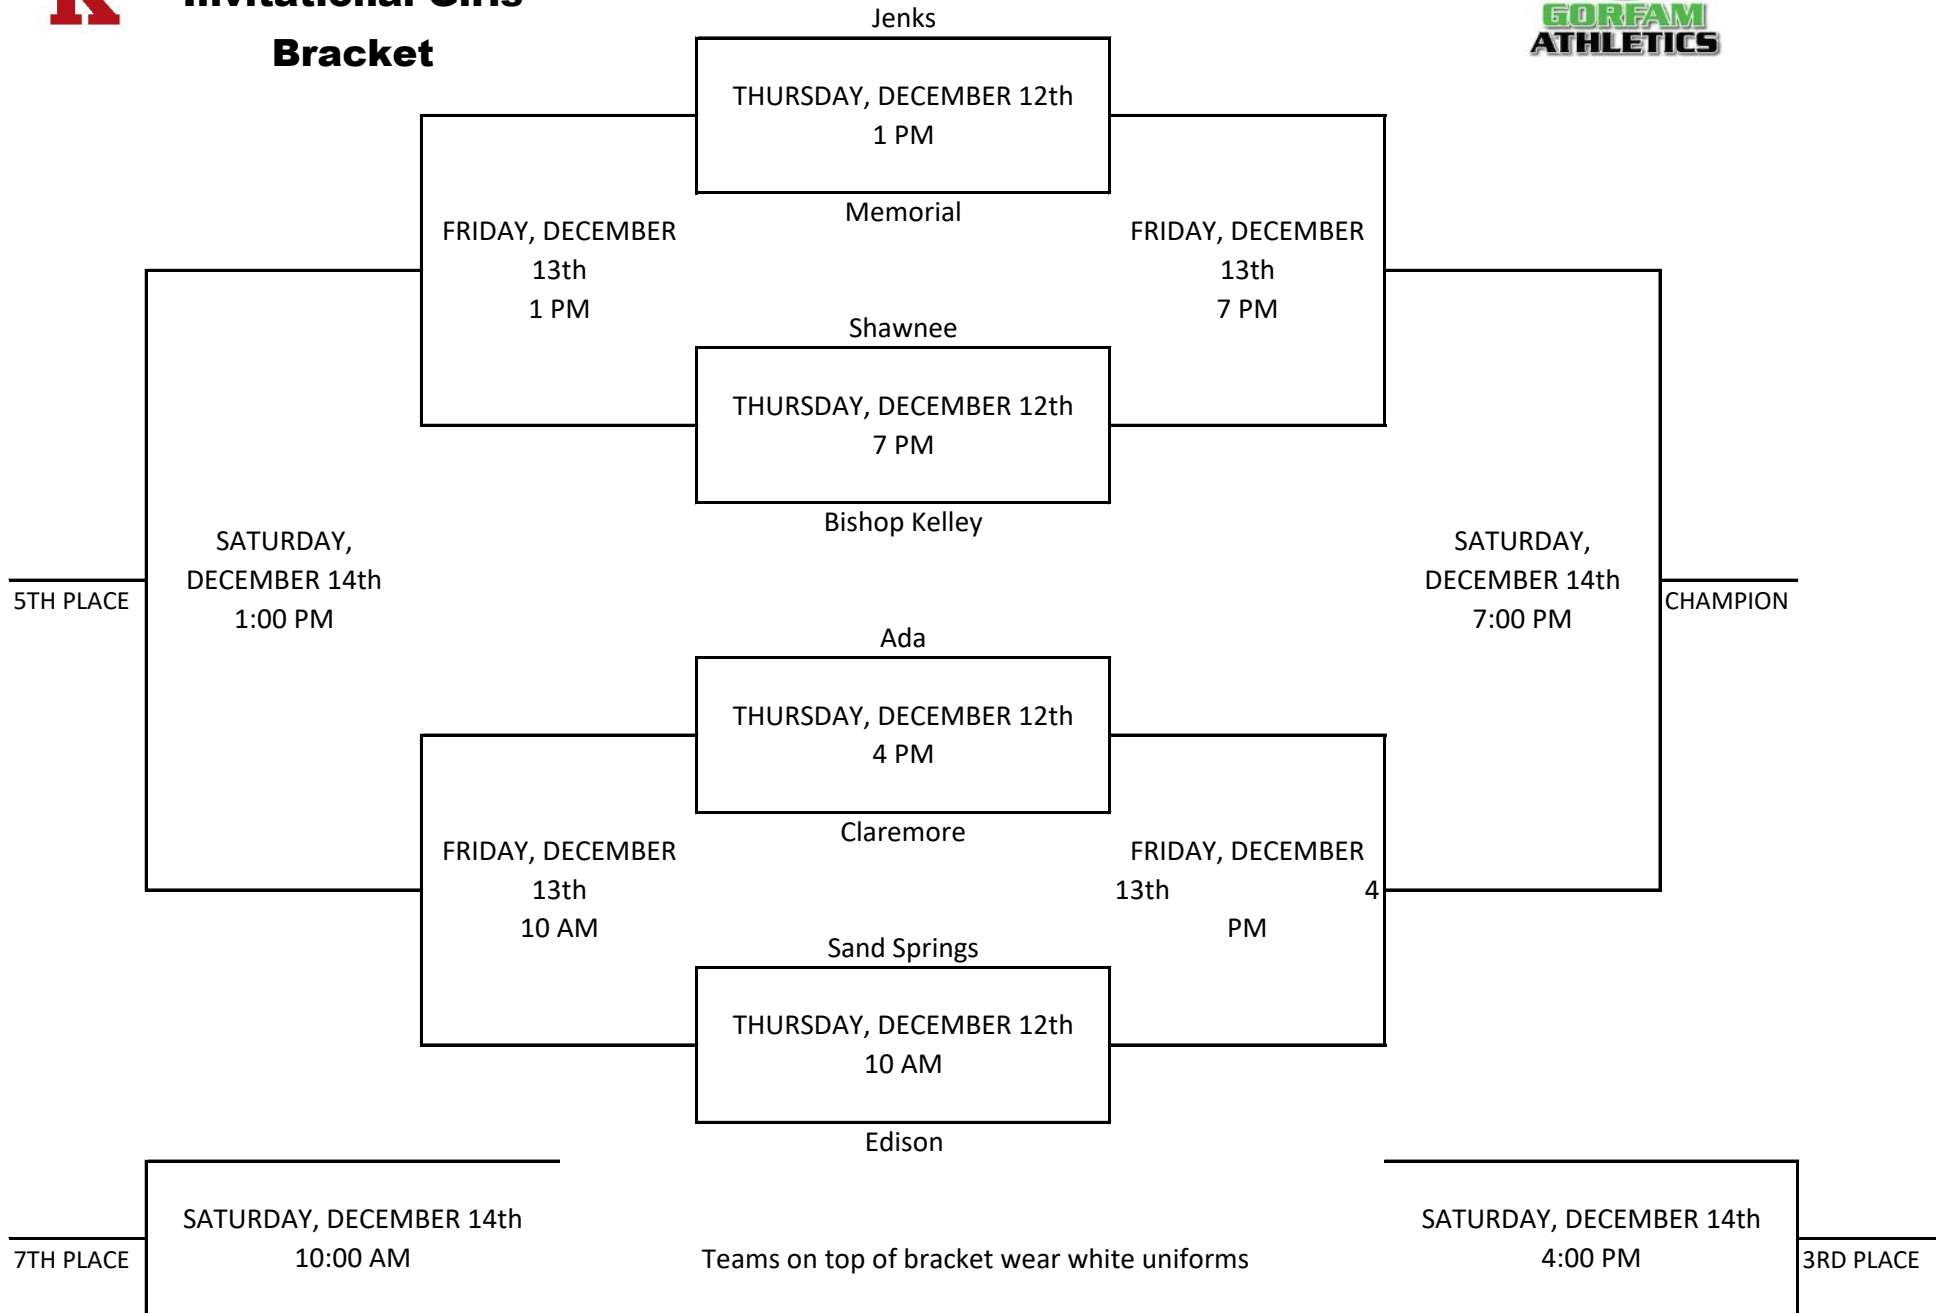 Invitational Girls
Bracket
GORFAM
ATHLETICS
Jenks
THURSDAY, DECEMBER 12th
1 PM
Memorial
FRIDAY, DECEMBER
13th
1 PM
FRIDAY, DECEMBER
13th
7 PM
Shawnee
THURSDAY, DECEMBER 12th
7 PM
Bishop Kelley
SATURDAY,
DECEMBER 14th
1:00 PM
5TH PLACE
SATURDAY,
DECEMBER 14th
7:00 PM
CHAMPION
Ada
THURSDAY, DECEMBER 12th
4 PM
Claremore
FRIDAY, DECEMBER
13th
10 AM
FRIDAY, DECEMBER
13th 4
PM
Sand Springs
THURSDAY, DECEMBER 12th
10 AM
Edison
SATURDAY, DECEMBER 14th
10:00 AM
7TH PLACE
Teams on top of bracket wear white uniforms
SATURDAY, DECEMBER 14th
4:00 PM
3RD PLACE